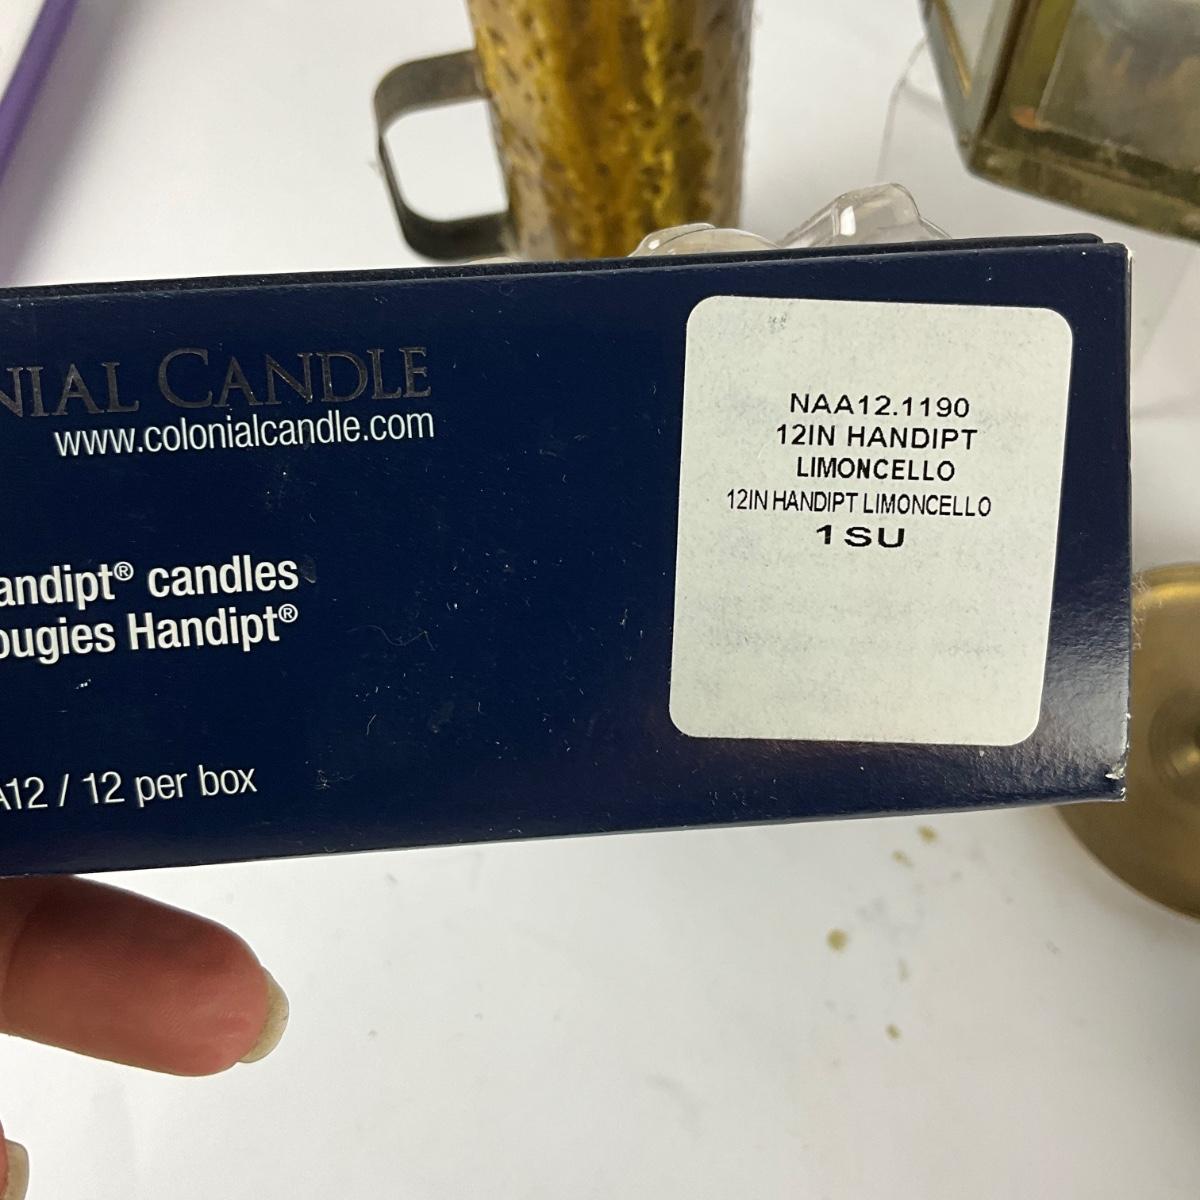 NIAL CANDLE
www.colonialcandle.com
andipt® candles
ougies Handipt®
A12 / 12 per box
NAA12.1190
12IN HANDIPT
LIMONCELLO
12IN HANDIPT LIMONCELLO
1SU